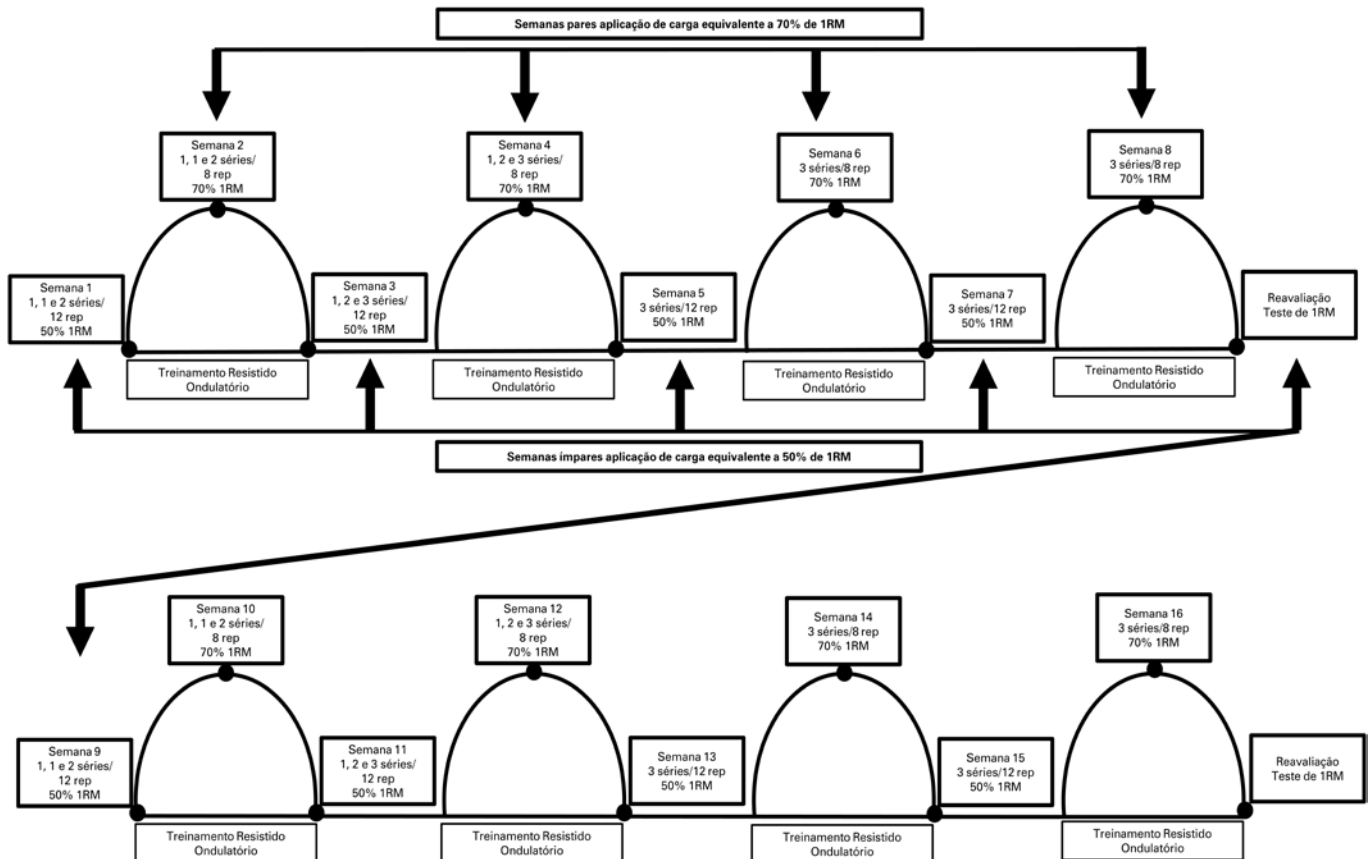 Semanas pares aplicação de carga equivalente a 70% de 1RM
Semana 2
1, 1 e 2 séries/
8 rep
70% 1RM
Semana 4
1, 2 e 3 séries/
8 rep
70% 1RM
Semana 6
3 séries/8 rep
70% 1RM
Semana 8
3 séries/8 rep
70% 1RM
Semana 1
1, 1 e 2 séries/
12 rep
50% 1RM
Semana 3
1, 2 e 3 séries/
12 rep
50% 1RM
Semana 5
3 séries/12 rep
50% 1RM
Semana 7
3 séries/12 rep
50% 1RM
Reavaliação
Teste de 1RM
Treinamento Resistido
Ondulatório
Treinamento Resistido
Ondulatório
Treinamento Resistido
Ondulatório
Treinamento Resistido
Ondulatório
Semanas ímpares aplicação de carga equivalente a 50% de 1RM
Semana 10
1, 1 e 2 séries/
8 rep
70% 1RM
Semana 12
1, 2 e 3 séries/
8 rep
70% 1RM
Semana 14
3 séries/8 rep
70% 1RM
Semana 16
3 séries/8 rep
70% 1RM
Semana 9
1, 1 e 2 séries/
12 rep
50% 1RM
Semana 11
1, 2 e 3 séries/
12 rep
50% 1RM
Semana 13
3 séries/12 rep
50% 1RM
Semana 15
3 séries/12 rep
50% 1RM
Reavaliação
Teste de 1RM
Treinamento Resistido
Ondulatório
Treinamento Resistido
Ondulatório
Treinamento Resistido
Ondulatório
Treinamento Resistido
Ondulatório